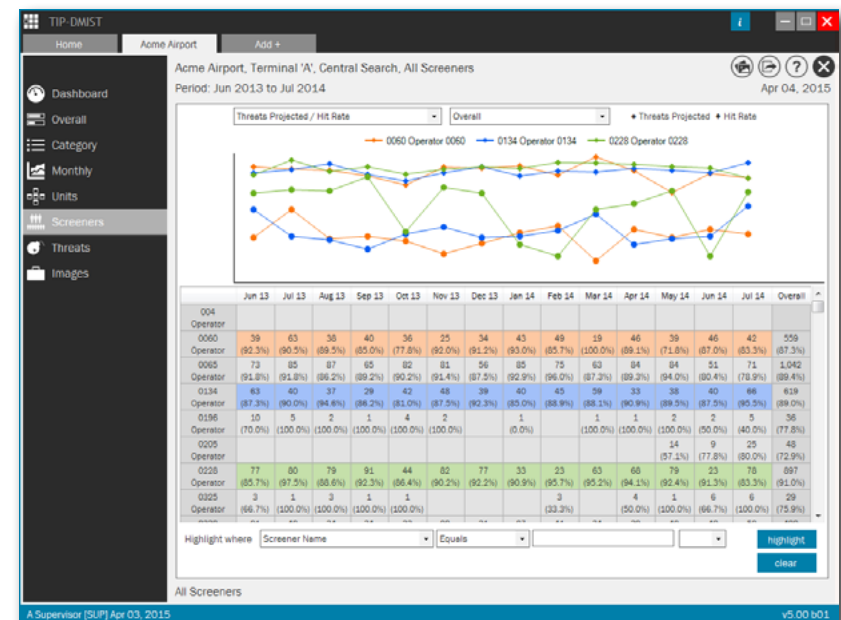 TIP-DMIST
i
Home Acme Airport Add +
Acme Airport, Terminal 'A', Central Search, All Screeners
?
Period: Jun 2013 to Jul 2014
Apr 04, 2015
Dashboard
Overall
Category
Monthly
Units
Screeners
Threats
Images
Threats Projected / Hit Rate Overall Threats Projected Hit Rate
0060 Operator 0060 0134 Operator 0134 0228 Operator 0228
Jun 13 Jul 13 Aug 13 Sep 13 Oct 13 Nov 13 Dec 13 Jan 14 Feb 14 Mar 14 Apr 14 May 14 Jun 14 Jul 14 Overall
004
Operator
0060 39 63 38 40 36 25 34 43 49 19 46 39 46 42 559
Operator (92.3%) (90.5%) (89.5%) (85.0%) (77.8%) (92.0%) (91.2%) (93.0%) (85.7%) (100.0%) (89.1%) (71.8%) (87.0%) (83.3%) (87.3%)
0065 73 85 87 65 82 81 56 85 75 63 84 84 51 71 1,042
Operator (91.8%) (91.8%) (86.2%) (89.2%) (90.2%) (91.4%) (87.5%) (92.9%) (96.0%) (87.3%) (89.3%) (94.0%) (80.4%) (78.9%) (89.4%)
0134 63 40 37 29 42 48 39 40 45 59 33 38 40 66 619
Operator (87.3%) (90.0%) (94.6%) (86.2%) (81.0%) (87.5%) (92.3%) (85.0%) (88.9%) (88.1%) (90.9%) (89.5%) (87.5%) (95.5%) (89.0%)
0196 10 5 2 1 4 2 1 1 1 2 2 5 36
Operator (70.0%) (100.0%) (100.0%) (100.0%) (100.0%) (100.0%) (0.0%) (100.0%) (100.0%) (100.0%) (50.0%) (40.0%) (77.8%)
0205 14 9 25 48
Operator (57.1%) (77.8%) (80.0%) (72.9%)
0228 77 80 79 91 44 82 77 33 23 63 68 79 23 78 897
Operator (85.7%) (97.5%) (88.6%) (92.3%) (86.4%) (90.2%) (92.2%) (90.9%) (95.7%) (95.2%) (94.1%) (92.4%) (91.3%) (83.3%) (91.0%)
0325 3 1 3 1 1 3 4 1 6 6 29
Operator (66.7%) (100.0%) (100.0%) (100.0%) (100.0%) (33.3%) (50.0%) (100.0%) (66.7%) (100.0%) (75.9%)
Highlight where Screener Name Equals highlight
clear
All Screeners
A Supervisor [SUP] Apr 03, 2015 v5.00 b01